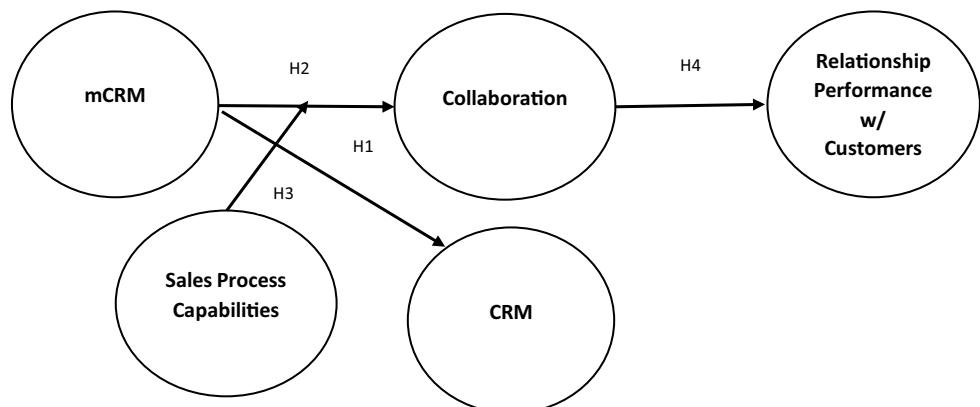 mCRM
H2
Collaboration
H4
Relationship
Performance
w/
Customers
H1
H3
Sales Process
Capabilities
CRM